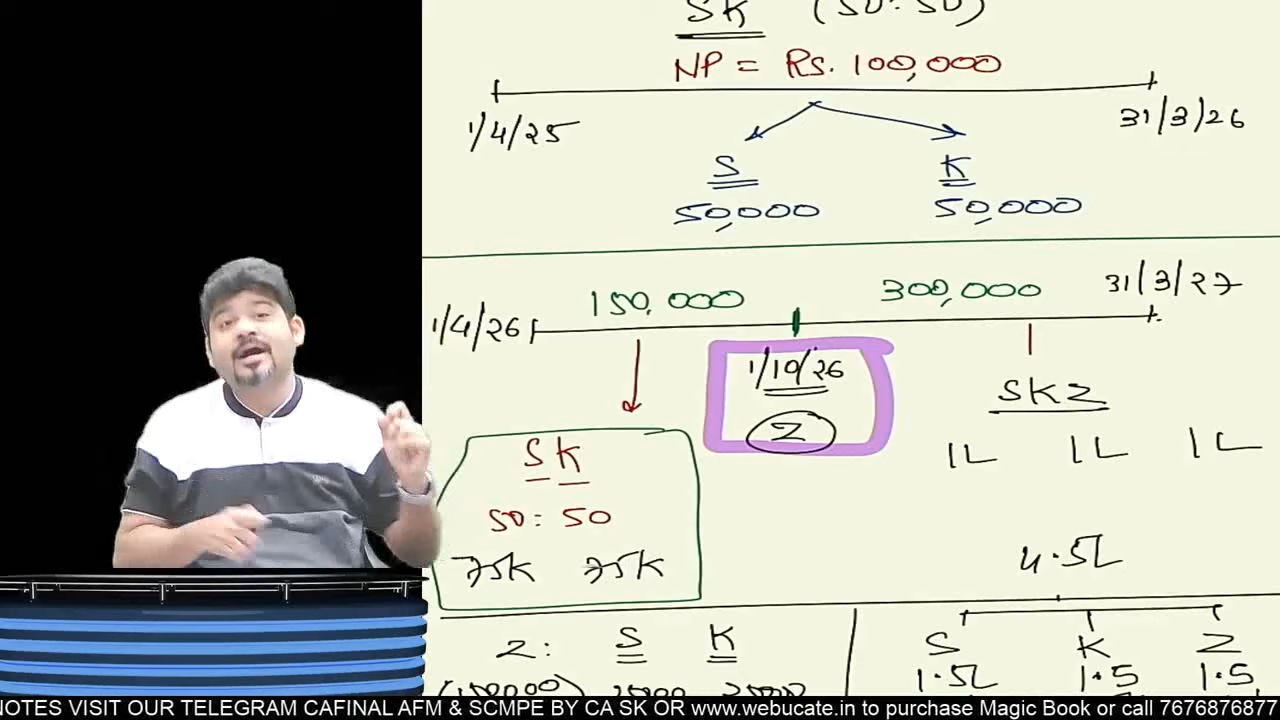 SK (50:50)
NP = Rs. 100,000
1/4/25
31/3/26
S K
50,000 50,000
150,000 300,000
1/4/26 31/3/27
1/10/26
Z
SKZ
1L 1L 1L
SK
50:50
75K 75K
4.5L
Z: S K
S K Z
(150000) 25000 25000
1.5L 1.5 1.5
NOTES VISIT OUR TELEGRAM CAFINAL AFM & SCMPE BY CA SK OR www.webucate.in to purchase Magic Book or call 7676876877